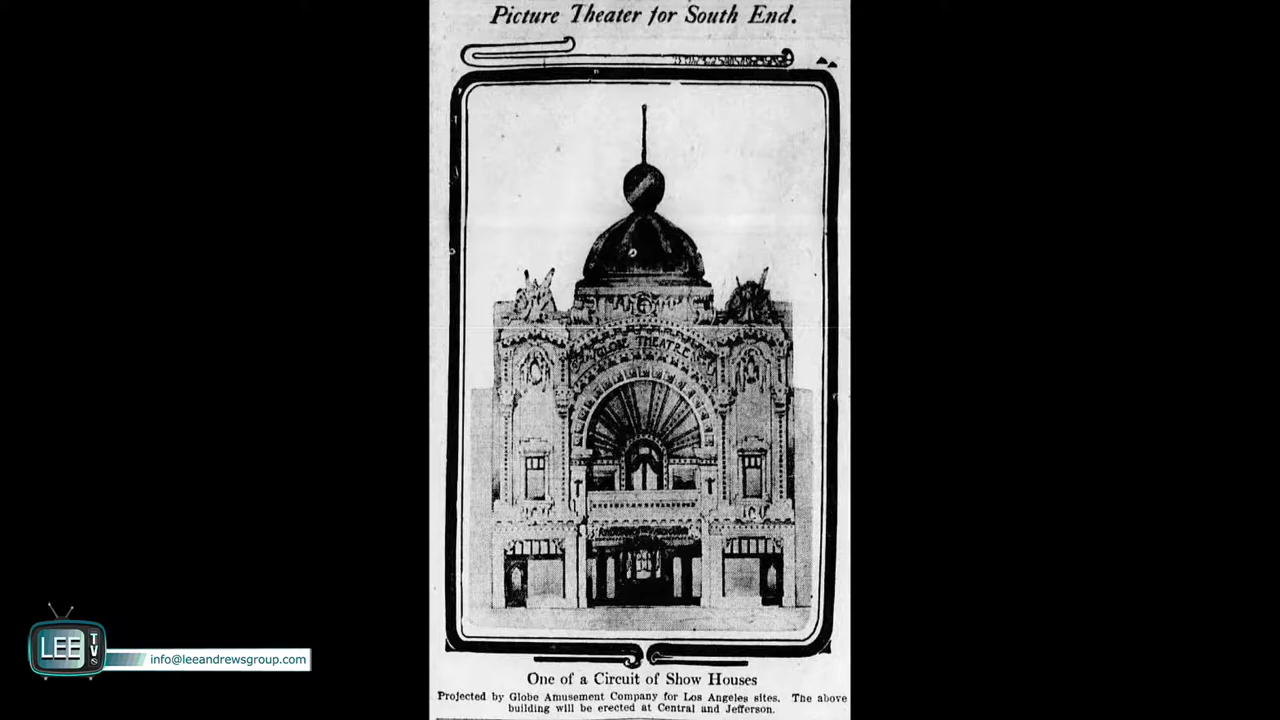 Picture Theater for South End.
GLOBE THEATRE
One of a Circuit of Show Houses
Projected by Globe Amusement Company for Los Angeles sites. The above
building will be erected at Central and Jefferson.
LEE
TVS
info@leeandrewsgroup.com